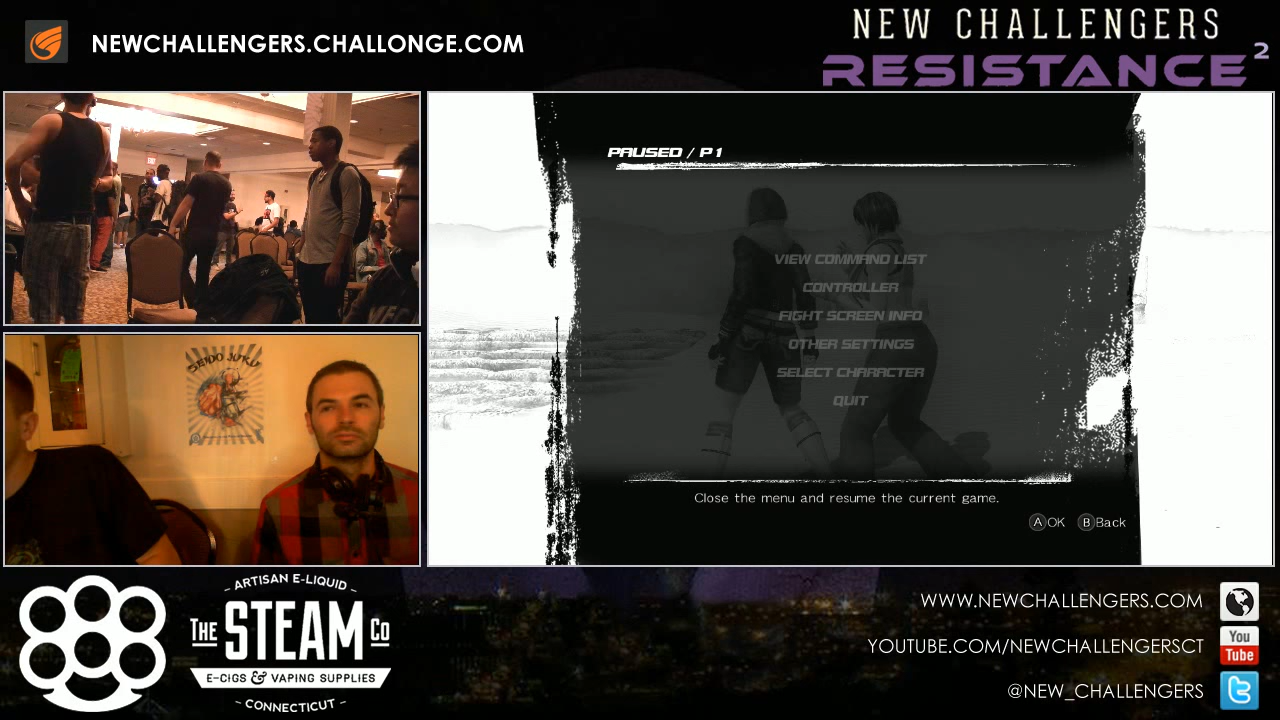 NEWCHALLENGERS.CHALLONGE.COM
NEW CHALLENGERS
RESISTANCE²
PAUSED / P1
VIEW COMMAND LIST
CONTROLLER
FIGHT SCREEN INFO
OTHER SETTINGS
SELECT CHARACTER
QUIT
Close the menu and resume the current game.
A OK B Back
SEIDO JUKU
- ARTISAN E-LIQUID -
THE STEAM CO
E-CIGS & VAPING SUPPLIES
- CONNECTICUT -
WWW.NEWCHALLENGERS.COM
YOUTUBE.COM/NEWCHALLENGERSCT
You Tube
@NEW_CHALLENGERS